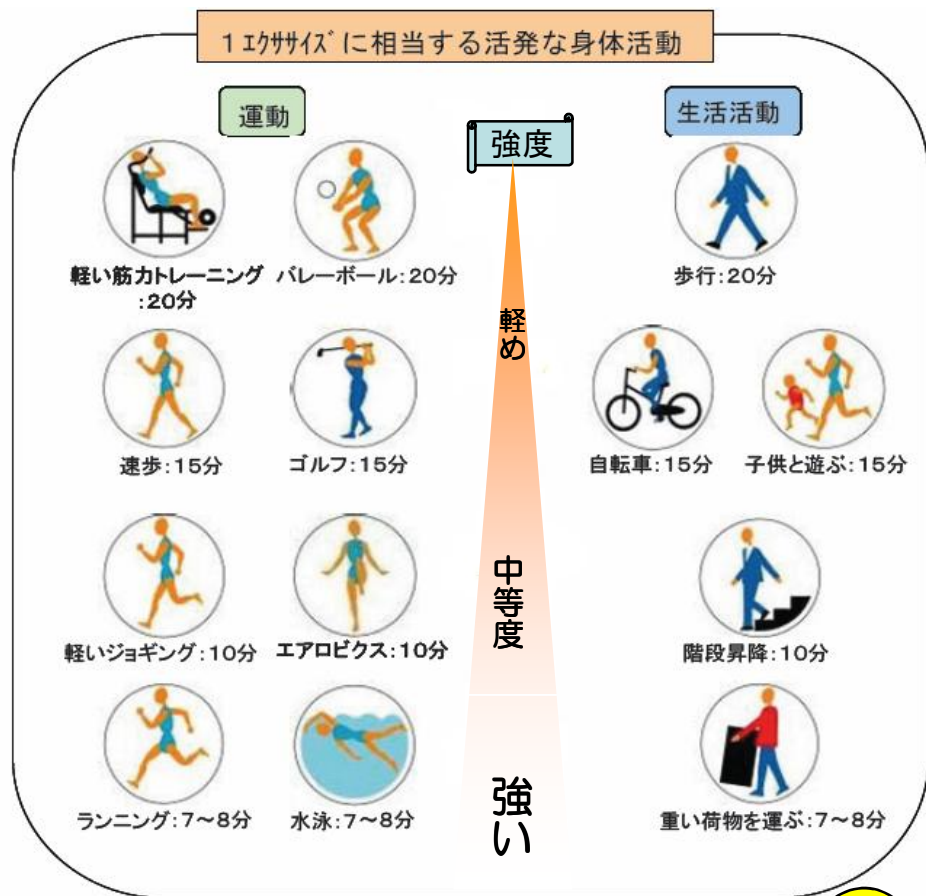 1ｴｸｻｻｲｽﾞに相当する活発な身体活動
運動
強度
生活活動
軽い筋力トレーニング
:20分
バレーボール:20分
歩行:20分
軽め
速歩:15分
ゴルフ:15分
自転車:15分
子供と遊ぶ:15分
中等度
軽いジョギング:10分
エアロビクス:10分
階段昇降:10分
強い
ランニング:7～8分
水泳:7～8分
重い荷物を運ぶ:7～8分